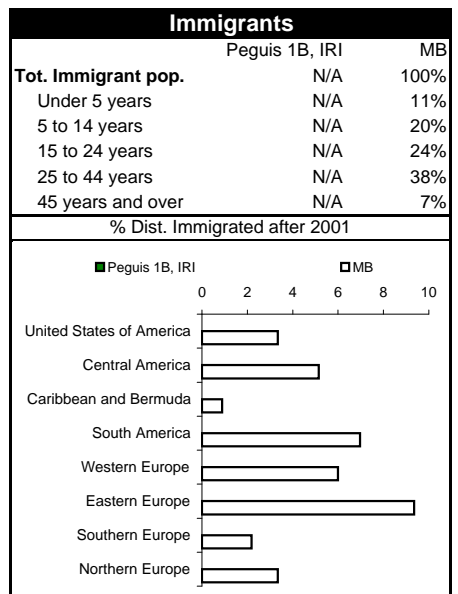 Immigrants
Peguis 1B, IRI MB
Tot. Immigrant pop. N/A 100%
Under 5 years N/A 11%
5 to 14 years N/A 20%
15 to 24 years N/A 24%
25 to 44 years N/A 38%
45 years and over N/A 7%
% Dist. Immigrated after 2001
Peguis 1B, IRI MB
0 2 4 6 8 10
United States of America
Central America
Caribbean and Bermuda
South America
Western Europe
Eastern Europe
Southern Europe
Northern Europe